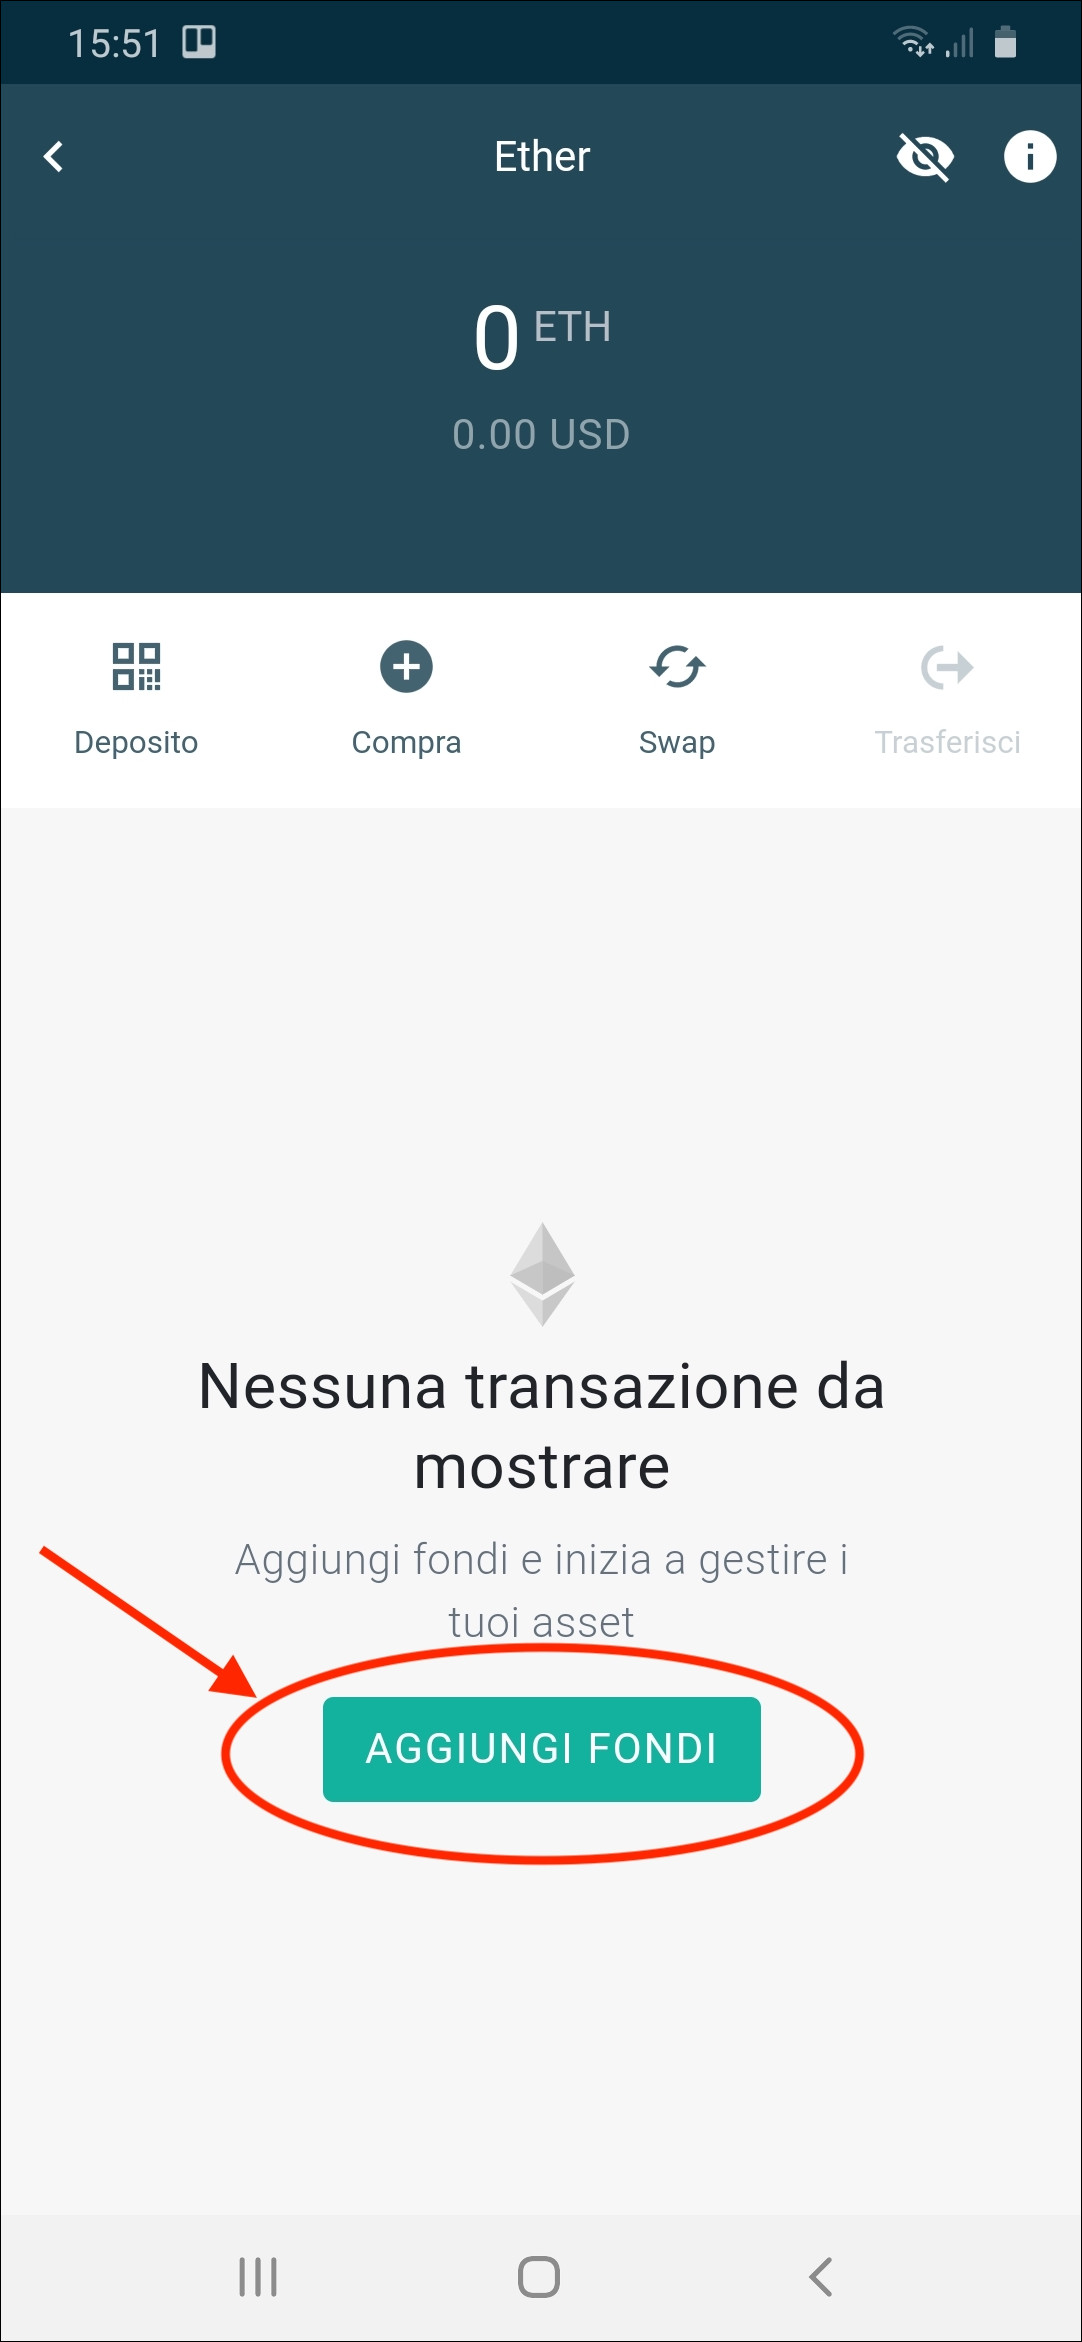 15:51
Ether
0 ETH
0.00 USD
Deposito
Compra
Swap
Trasferisci
Nessuna transazione da
mostrare
Aggiungi fondi e inizia a gestire i
tuoi asset
AGGIUNGI FONDI